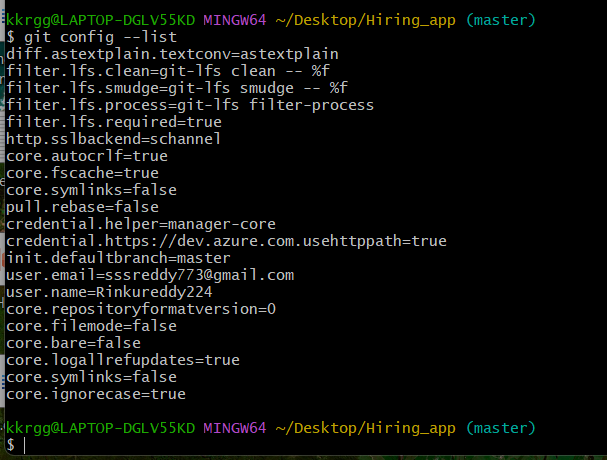 kkrgg@LAPTOP-DGLV55KD MINGW64 ~/Desktop/Hiring_app (master)
$ git config --list
diff.astextplain.textconv=astextplain
filter.lfs.clean=git-lfs clean -- %f
filter.lfs.smudge=git-lfs smudge -- %f
filter.lfs.process=git-lfs filter-process
filter.lfs.required=true
http.sslbackend=schannel
core.autocrlf=true
core.fscache=true
core.symlinks=false
pull.rebase=false
credential.helper=manager-core
credential.https://dev.azure.com.usehttppath=true
init.defaultbranch=master
user.email=sssreddy773@gmail.com
user.name=Rinkureddy224
core.repositoryformatversion=0
core.filemode=false
core.bare=false
core.logallrefupdates=true
core.symlinks=false
core.ignorecase=true
kkrgg@LAPTOP-DGLV55KD MINGW64 ~/Desktop/Hiring_app (master)
$